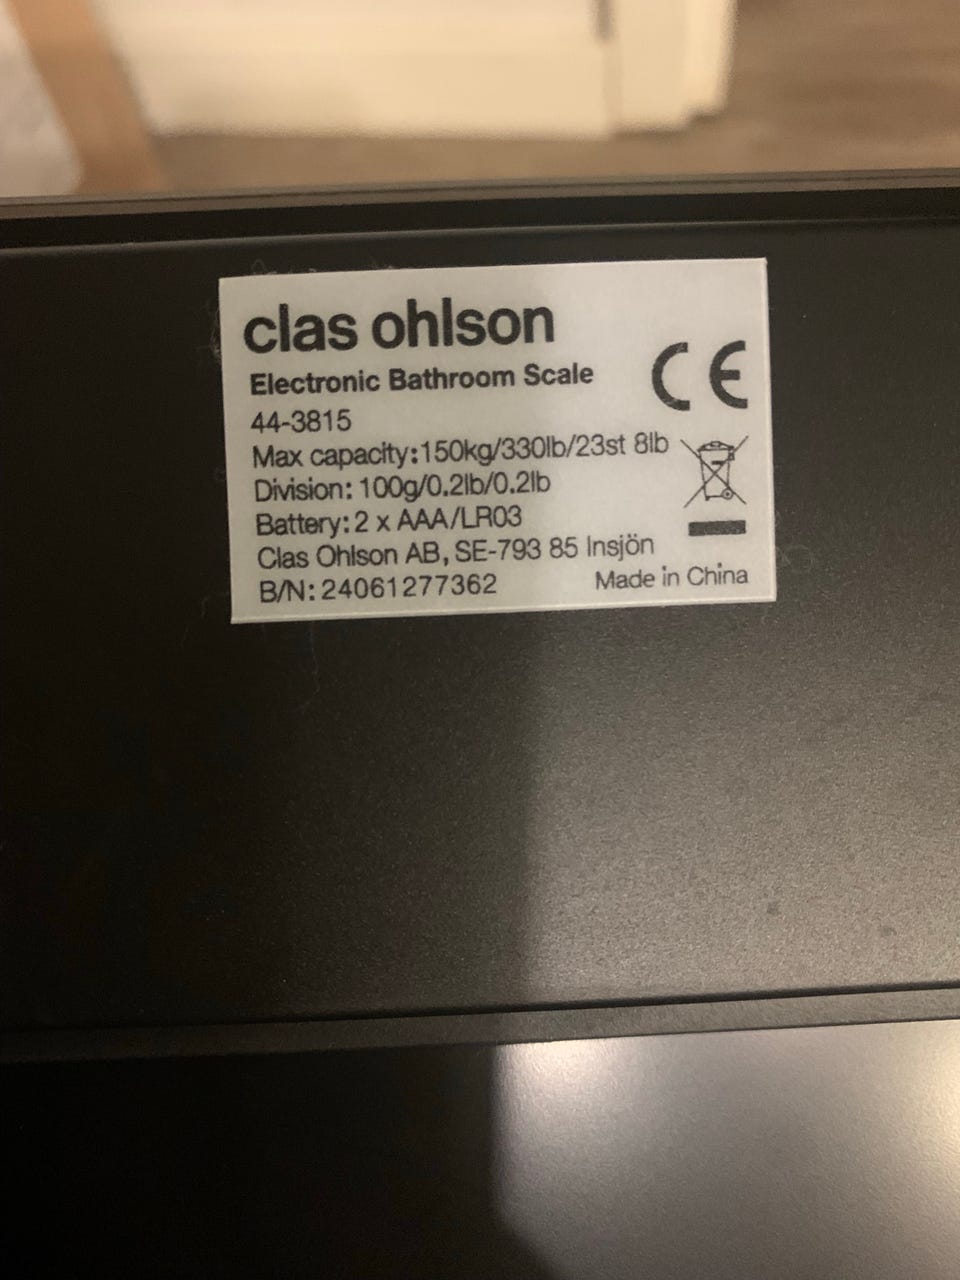 clas ohlson
Electronic Bathroom Scale
44-3815
Max capacity:150kg/330lb/23st 8lb
Division: 100g/0.2lb/0.2lb
Battery: 2 x AAA/LR03
Clas Ohlson AB, SE-793 85 Insjön
B/N: 24061277362
Made in China
CE